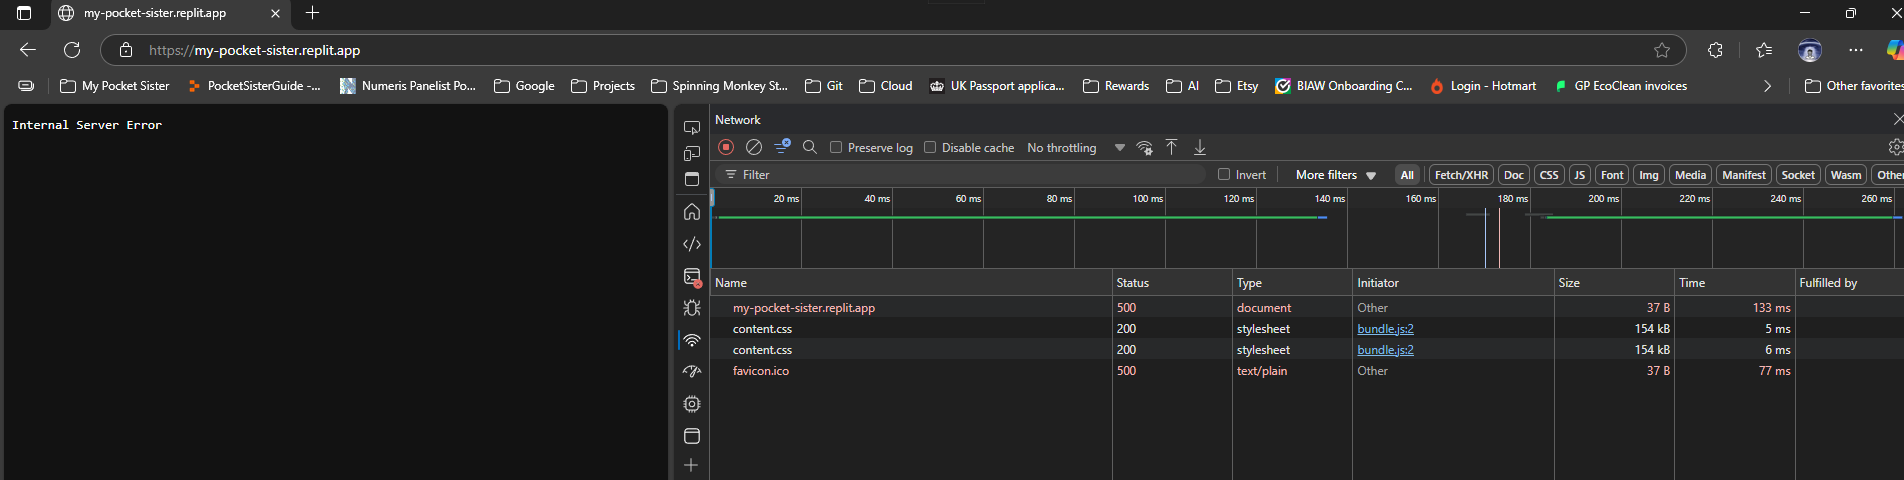 my-pocket-sister.replit.app
https://my-pocket-sister.replit.app
My Pocket Sister
PocketSisterGuide -...
Numeris Panelist Po...
Google
Projects
Spinning Monkey St...
Git
Cloud
UK Passport applica...
Rewards
AI
Etsy
BIAW Onboarding C...
Login - Hotmart
GP EcoClean invoices
Other favorites
Internal Server Error
Network
Preserve log
Disable cache
No throttling
Filter
Invert
More filters
All
Fetch/XHR
Doc
CSS
JS
Font
Img
Media
Manifest
Socket
Wasm
Other
20 ms
40 ms
60 ms
80 ms
100 ms
120 ms
140 ms
160 ms
180 ms
200 ms
220 ms
240 ms
260 ms
Name Status Type Initiator Size Time Fulfilled by
my-pocket-sister.replit.app 500 document Other 37 B 133 ms
content.css 200 stylesheet bundle.js:2 154 kB 5 ms
content.css 200 stylesheet bundle.js:2 154 kB 6 ms
favicon.ico 500 text/plain Other 37 B 77 ms